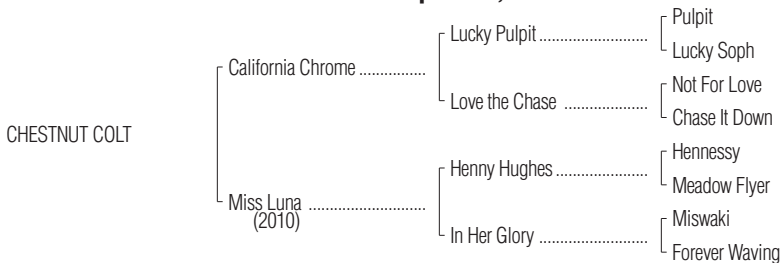 Pulpit
Lucky Pulpit ............................
Lucky Soph
California Chrome ................
Not For Love
Love the Chase .....................
Chase It Down
CHESTNUT COLT
Hennessy
Henny Hughes .......................
Meadow Flyer
Miss Luna ............................
(2010)
Miswaki
In Her Glory ...........................
Forever Waving